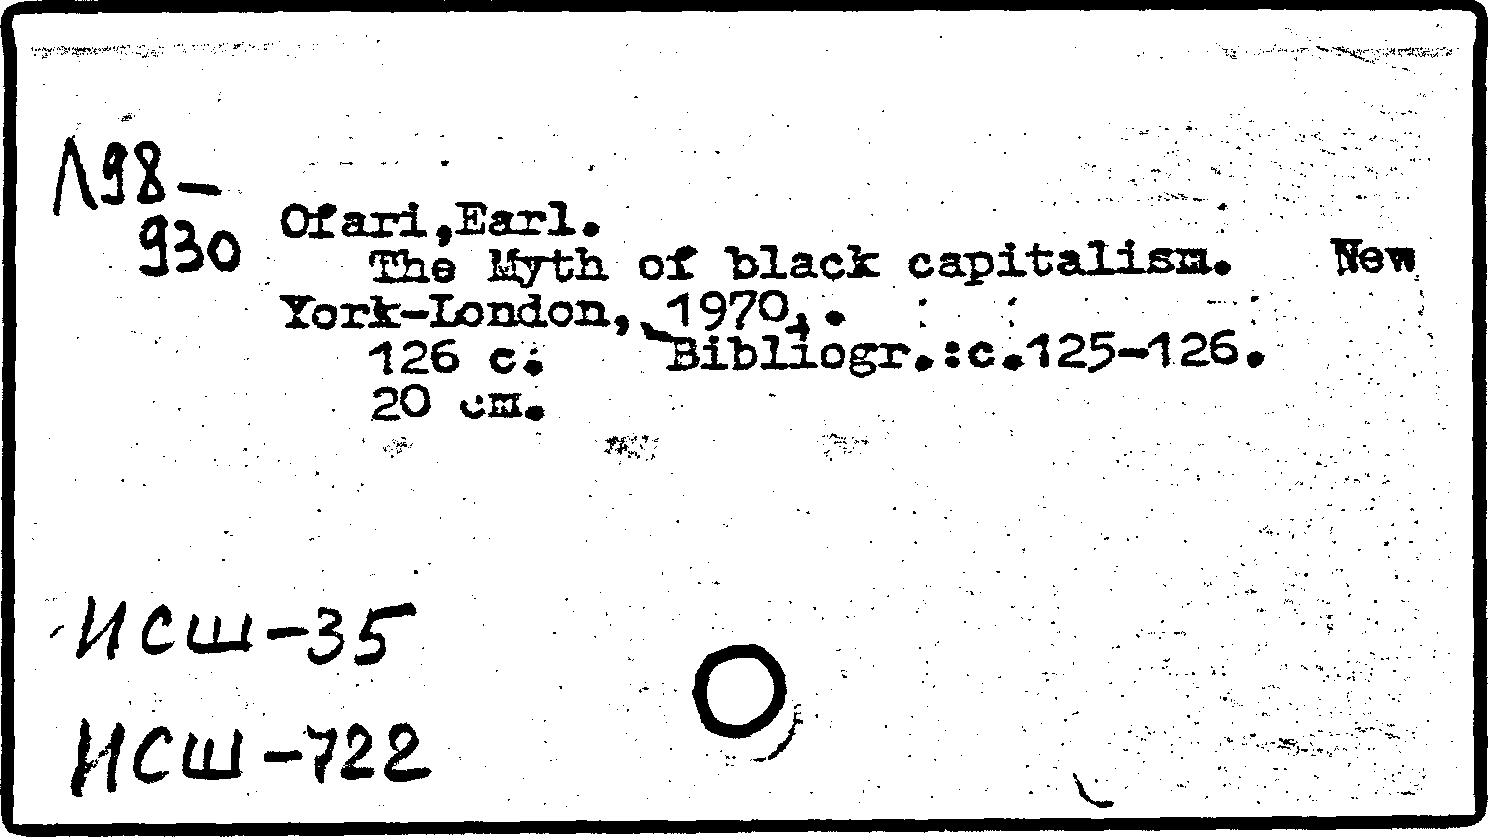 Л98-
930
Ofari,Earl.
The Myth of black capitalism. New
York-London, 1970,.
126 c. Bibliogr.:c.125-126.
20 cm.
ИСШ-35
ИСШ-722